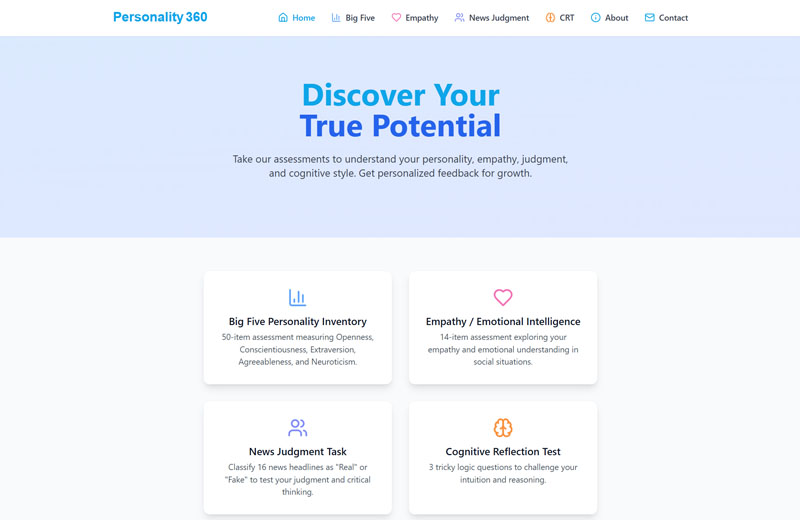 Personality 360
Home Big Five Empathy News Judgment CRT About Contact
Discover Your
True Potential
Take our assessments to understand your personality, empathy, judgment,
and cognitive style. Get personalized feedback for growth.
Big Five Personality Inventory
50-item assessment measuring Openness,
Conscientiousness, Extraversion,
Agreeableness, and Neuroticism.
Empathy / Emotional Intelligence
14-item assessment exploring your
empathy and emotional understanding in
social situations.
News Judgment Task
Classify 16 news headlines as "Real" or
"Fake" to test your judgment and critical
thinking.
Cognitive Reflection Test
3 tricky logic questions to challenge your
intuition and reasoning.